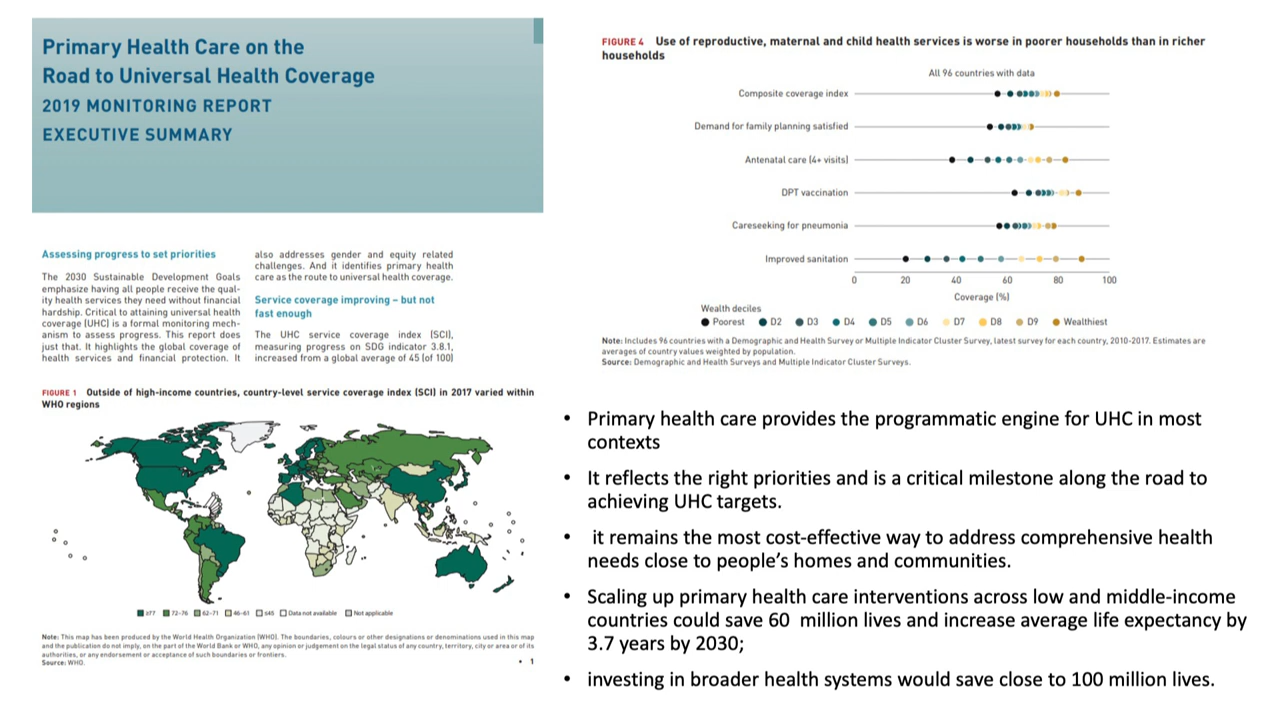 Primary Health Care on the
Road to Universal Health Coverage
2019 MONITORING REPORT
EXECUTIVE SUMMARY
Assessing progress to set priorities
The 2030 Sustainable Development Goals
emphasize having all people receive the qual-
ity health services they need without financial
hardship. Critical to attaining universal health
coverage (UHC) is a formal monitoring mech-
anism to assess progress. This report does
just that. It highlights the global coverage of
health services and financial protection. It
also addresses gender and equity related
challenges. And it identifies primary health
care as the route to universal health coverage.
Service coverage improving – but not
fast enough
The UHC service coverage index (SCI),
measuring progress on SDG indicator 3.8.1,
increased from a global average of 45 (of 100)
FIGURE 1 Outside of high-income countries, country-level service coverage index (SCI) in 2017 varied within
WHO regions
≥77 72–76 62–71 46–61 ≤45 Data not available Not applicable
Note: This map has been produced by the World Health Organization (WHO). The boundaries, colours or other designations or denominations used in this map
and the publication do not imply, on the part of the World Bank or WHO, any opinion or judgement on the legal status of any country, territory, city or area or of its
authorities, or any endorsement or acceptance of such boundaries or frontiers.
Source: WHO.
• 1
FIGURE 4 Use of reproductive, maternal and child health services is worse in poorer households than in richer
households
All 96 countries with data
Composite coverage index
Demand for family planning satisfied
Antenatal care (4+ visits)
DPT vaccination
Careseeking for pneumonia
Improved sanitation
0 20 40 60 80 100
Coverage (%)
Wealth deciles
Poorest D2 D3 D4 D5 D6 D7 D8 D9 Wealthiest
Note: Includes 96 countries with a Demographic and Health Survey or Multiple Indicator Cluster Survey, latest survey for each country, 2010-2017. Estimates are
averages of country values weighted by population.
Source: Demographic and Health Surveys and Multiple Indicator Cluster Surveys.
• Primary health care provides the programmatic engine for UHC in most
contexts
• It reflects the right priorities and is a critical milestone along the road to
achieving UHC targets.
• it remains the most cost-effective way to address comprehensive health
needs close to people's homes and communities.
• Scaling up primary health care interventions across low and middle-income
countries could save 60 million lives and increase average life expectancy by
3.7 years by 2030;
• investing in broader health systems would save close to 100 million lives.